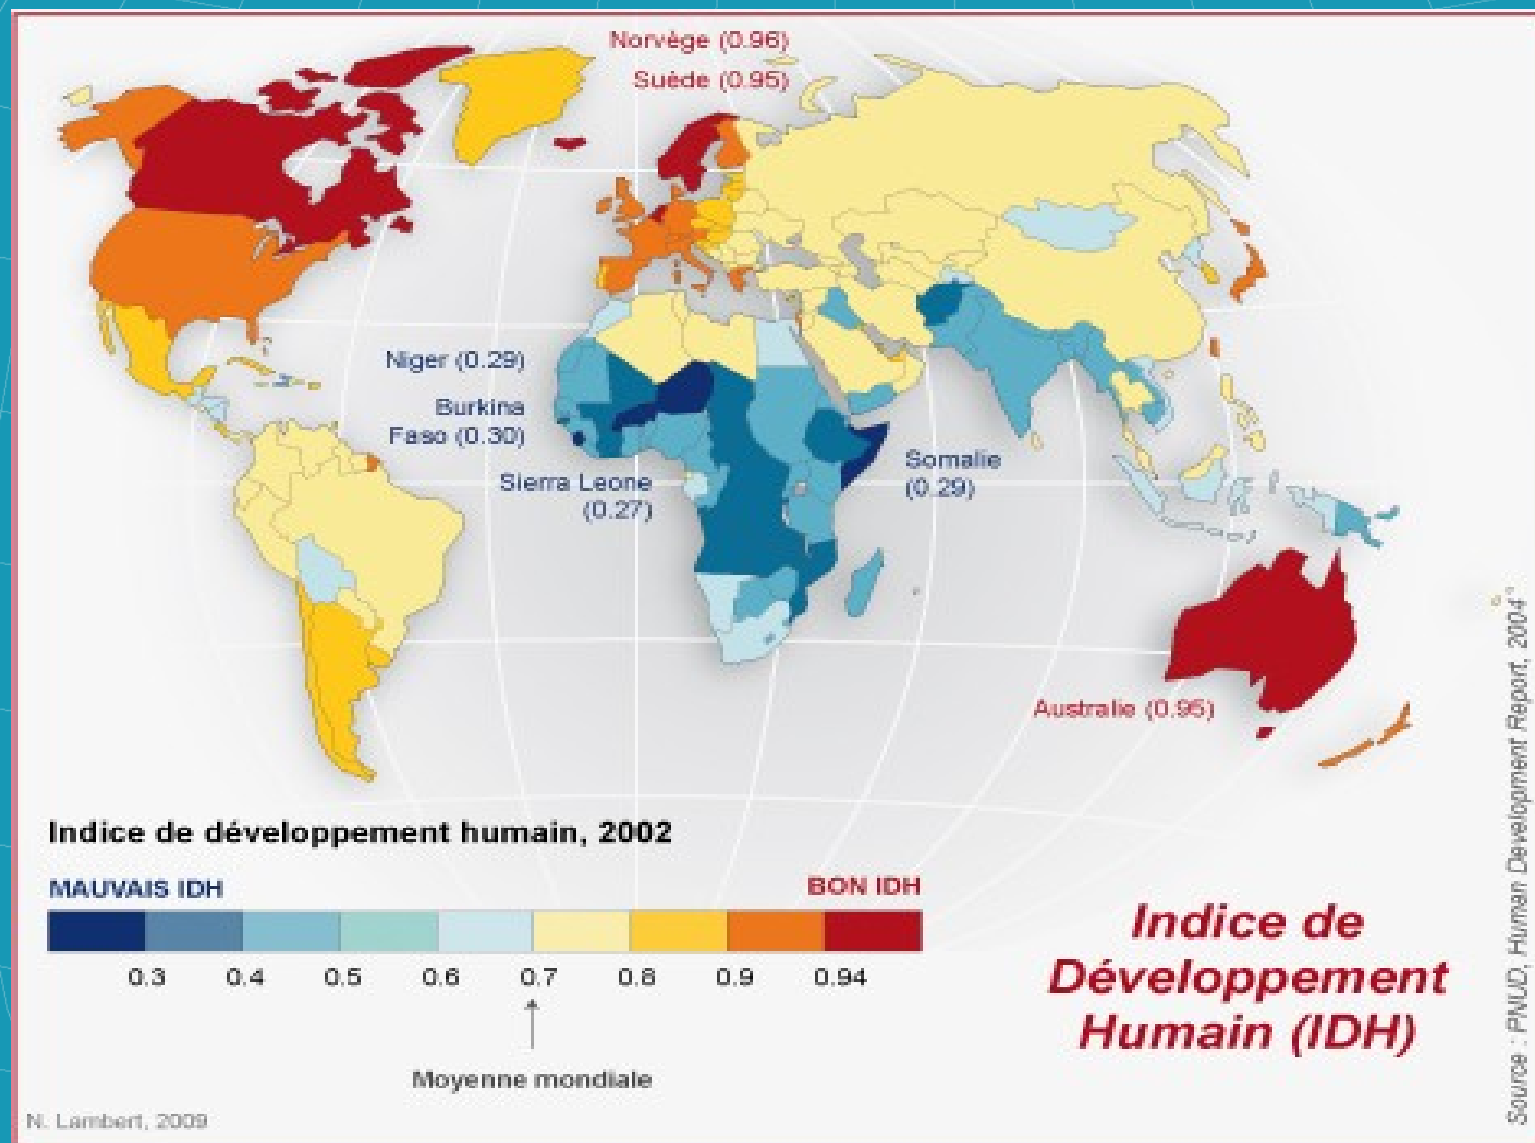 Norvège (0.96)
Suède (0.95)
Niger (0.29)
Burkina
Faso (0.30)
Sierra Leone
(0.27)
Somalie
(0.29)
Australie (0.95)
Indice de développement humain, 2002
MAUVAIS IDH
BON IDH
0.3 0.4 0.5 0.6 0.7 0.8 0.9 0.94
Moyenne mondiale
Indice de
Développement
Humain (IDH)
N. Lambert, 2009
Source : PNUD, Human Development Report, 2004